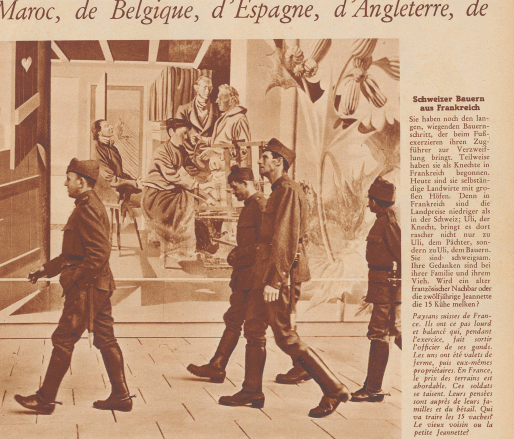 Maroc, de Belgique, d'Espagne, d'Angleterre, de
Schweizer Bauern
aus Frankreich
Sie haben noch den lan-
gen, wiegenden Bauern-
schritt, der beim Fuß-
exerzieren ihren Zug-
führer zur Verzweif-
lung bringt. Teilweise
haben sie als Knechte in
Frankreich begonnen.
Heute sind sie selbständi-
ge Landwirte mit gro-
ßen Höfen. Denn in
Frankreich sind die
Landpreise niedriger als
in der Schweiz; Uli, der
Knecht, bringt es dort
rascher nicht nur zu
Uli, dem Pächter, son-
dern zu Uli, dem Bauern.
Sie sind schweigsam.
Ihre Gedanken sind bei
ihrer Familie und ihrem
Vieh. Wird ein alter
französischer Nachbar oder
die zwölfjährige Jeannette
die 15 Kühe melken?
Paysans suisses de Fran-
ce. Ils ont ce pas lourd
et balancé qui, pendant
l'exercice, fait sortir
l'officier de ses gonds.
Les uns ont été valets de
ferme, puis eux-mêmes
propriétaires. En France,
le prix des terrains est
abordable. Ces soldats
se taisent. Leurs pensées
sont auprès de leurs fa-
milles et du bétail. Qui
va traire les 15 vaches?
Le vieux voisin ou la
petite Jeannette?